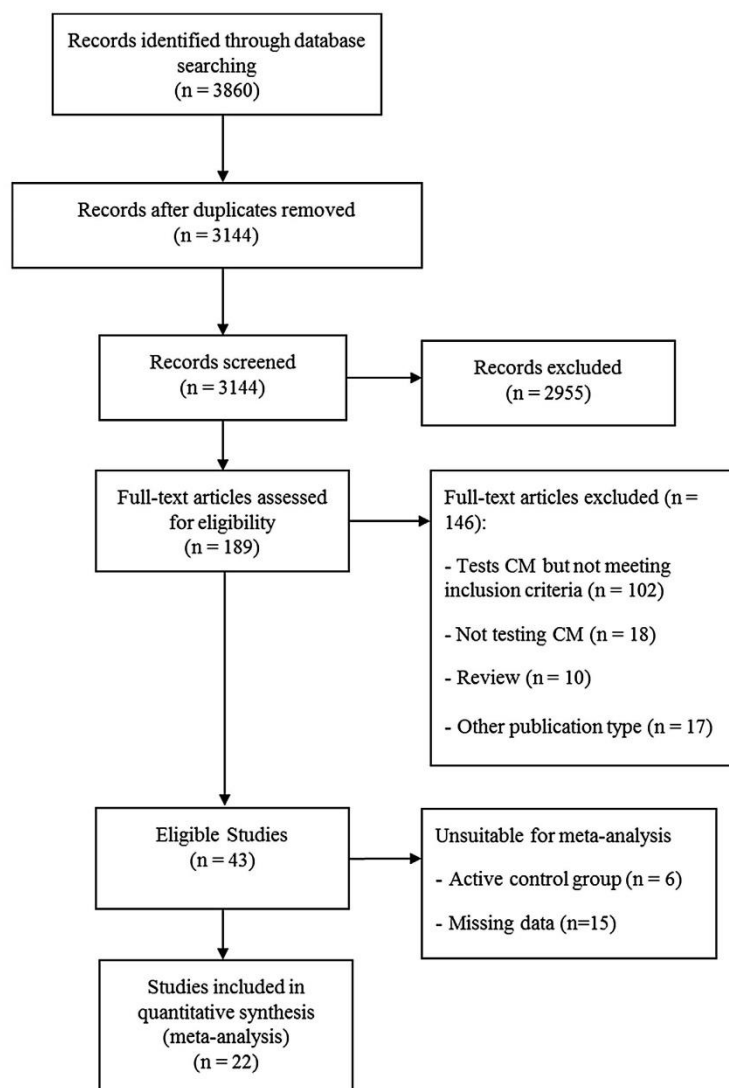 Records identified through database
searching
(n = 3860)
Records after duplicates removed
(n = 3144)
Records screened
(n = 3144)
Records excluded
(n = 2955)
Full-text articles assessed
for eligibility
(n = 189)
Full-text articles excluded (n =
146):
- Tests CM but not meeting
inclusion criteria (n = 102)
- Not testing CM (n = 18)
- Review (n = 10)
- Other publication type (n = 17)
Eligible Studies
(n = 43)
Unsuitable for meta-analysis
- Active control group (n = 6)
- Missing data (n=15)
Studies included in
quantitative synthesis
(meta-analysis)
(n = 22)